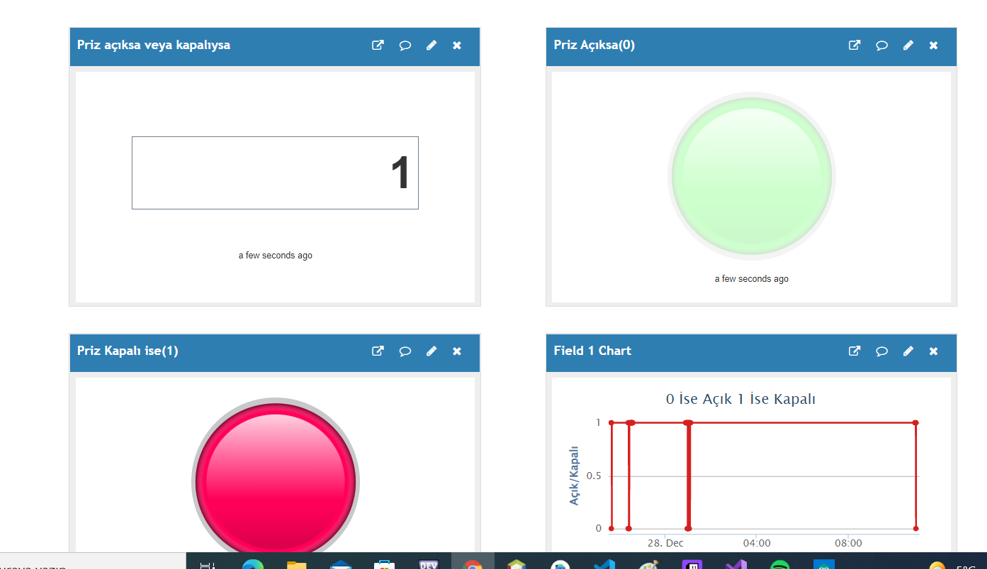 Priz açıksa veya kapalıysa
1
a few seconds ago
Priz Açıksa(0)
a few seconds ago
Priz Kapalı ise(1)
Field 1 Chart
0 İse Açık 1 İse Kapalı
Açık/Kapalı
1
0.5
0
28. Dec
04:00
08:00
DEV
5°C